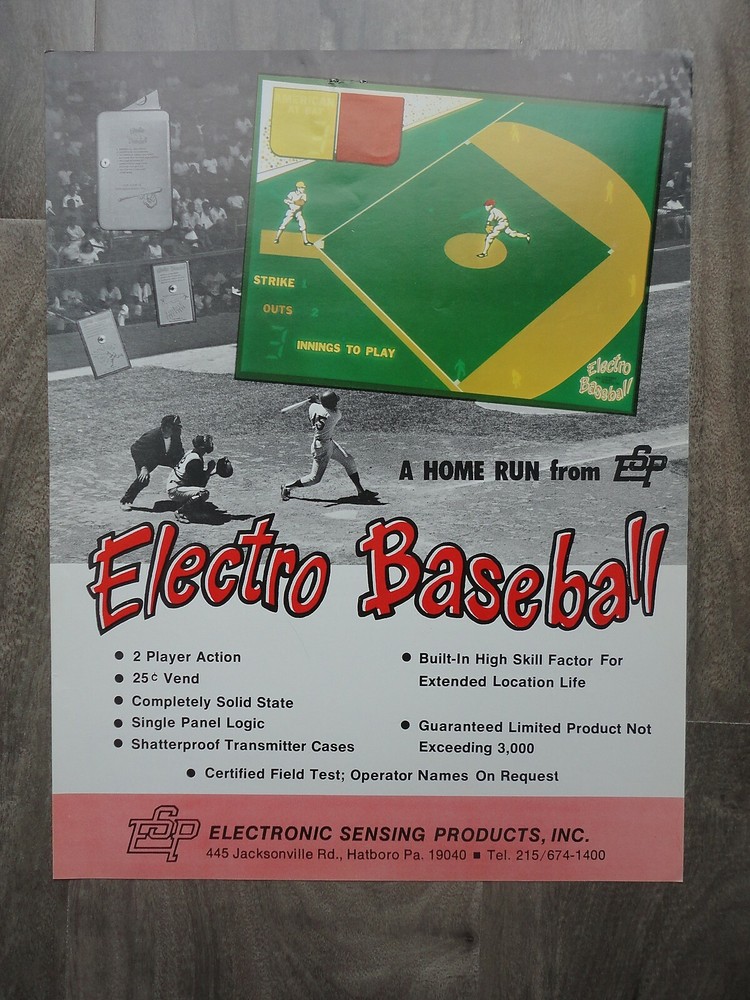 STRIKE
OUTS 2
INNINGS TO PLAY
Electro
Baseball
A HOME RUN from ESP
Electro Baseball
● 2 Player Action
● 25¢ Vend
● Completely Solid State
● Single Panel Logic
● Shatterproof Transmitter Cases
● Built-In High Skill Factor For
Extended Location Life
● Guaranteed Limited Product Not
Exceeding 3,000
● Certified Field Test; Operator Names On Request
ESP ELECTRONIC SENSING PRODUCTS, INC.
445 Jacksonville Rd., Hatboro Pa. 19040 ■ Tel. 215/674-1400